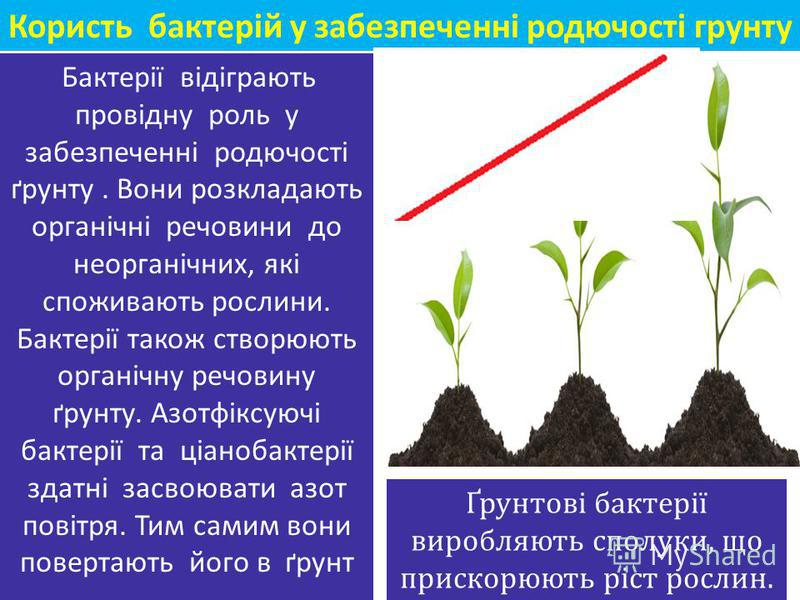 Користь бактерій у забезпеченні родючості грунту
Бактерії відіграють
провідну роль у
забезпеченні родючості
ґрунту . Вони розкладають
органічні речовини до
неорганічних, які
споживають рослини.
Бактерії також створюють
органічну речовину
ґрунту. Азотфіксуючі
бактерії та ціанобактерії
здатні засвоювати азот
повітря. Тим самим вони
повертають його в ґрунт
Ґрунтові бактерії
виробляють сполуки, що
прискорюють ріст рослин.
MyShared